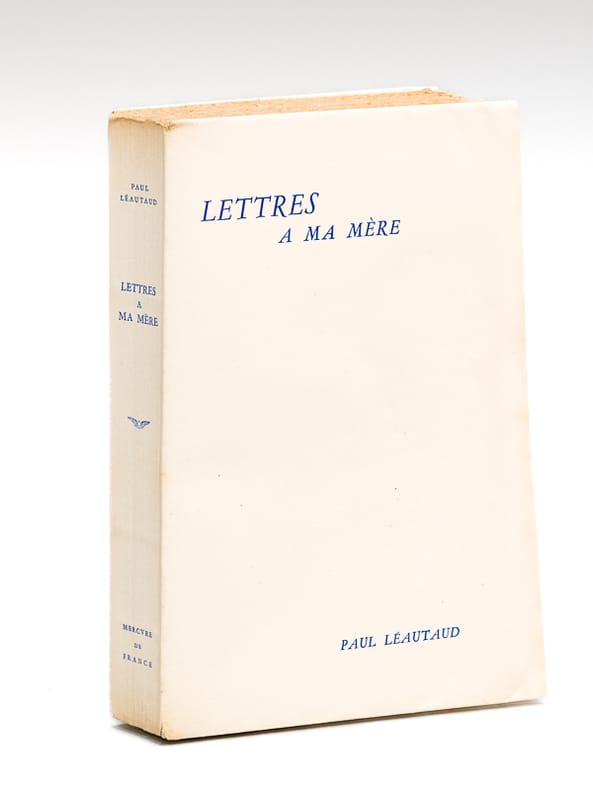 PAUL
LÉAUTAUD
LETTRES
A
MA MÈRE
MERCVRE
DE
FRANCE
LETTRES
A MA MÈRE
PAUL LÉAUTAUD